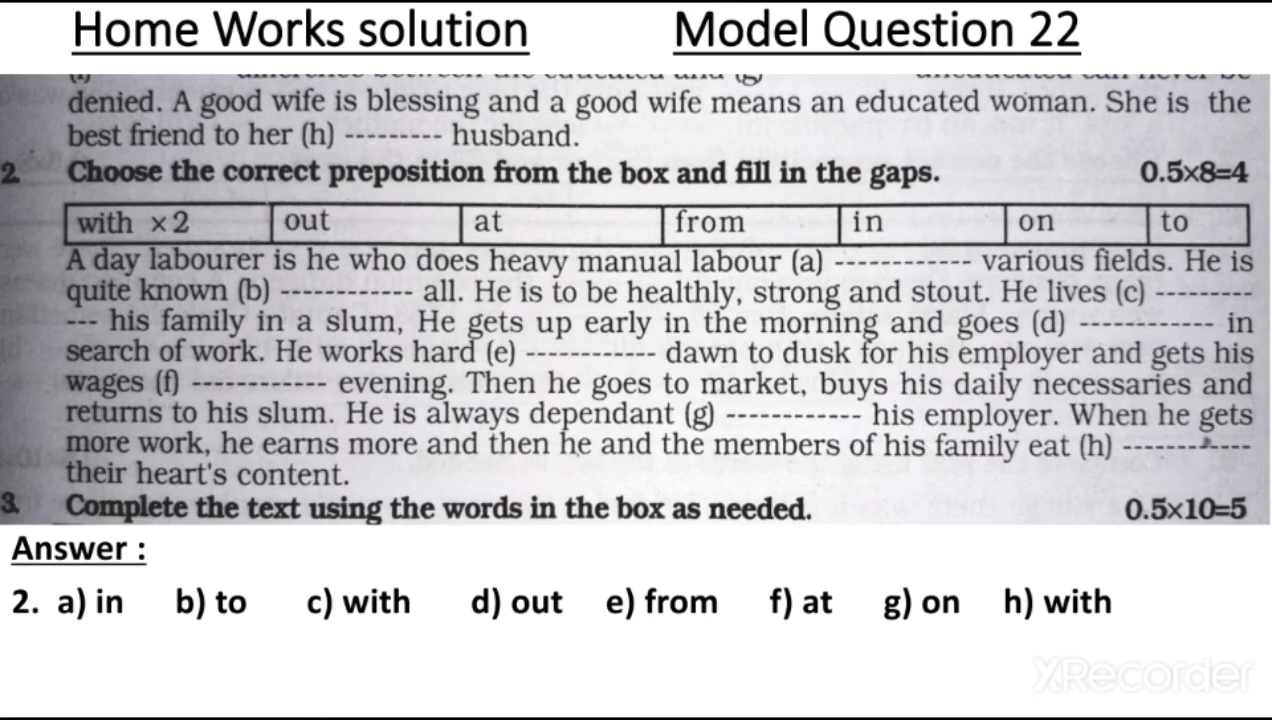 Home Works solution Model Question 22
denied. A good wife is blessing and a good wife means an educated woman. She is the
best friend to her (h) ----------- husband.
2 Choose the correct preposition from the box and fill in the gaps. 0.5×8=4
with ×2 out at from in on to
A day labourer is he who does heavy manual labour (a) ------------ various fields. He is
quite known (b) ------------ all. He is to be healthly, strong and stout. He lives (c) ---------
--- his family in a slum, He gets up early in the morning and goes (d) ------------ in
search of work. He works hard (e) ------------ dawn to dusk for his employer and gets his
wages (f) ------------ evening. Then he goes to market, buys his daily necessaries and
returns to his slum. He is always dependant (g) ------------ his employer. When he gets
more work, he earns more and then he and the members of his family eat (h) ------------
their heart's content.
3. Complete the text using the words in the box as needed. 0.5×10=5
Answer :
2. a) in b) to c) with d) out e) from f) at g) on h) with
XRecorder